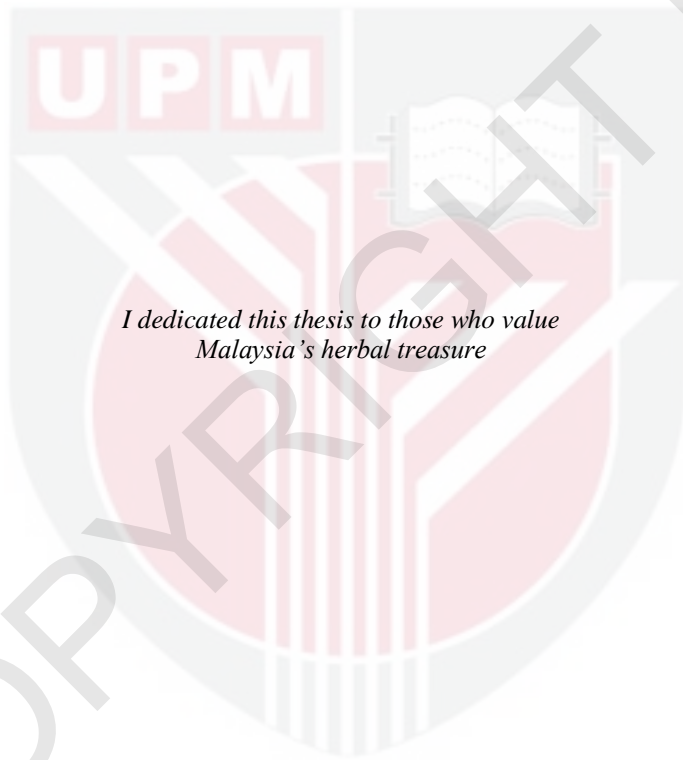 UPM
COPYRIGHT
I dedicated this thesis to those who value
Malaysia's herbal treasure